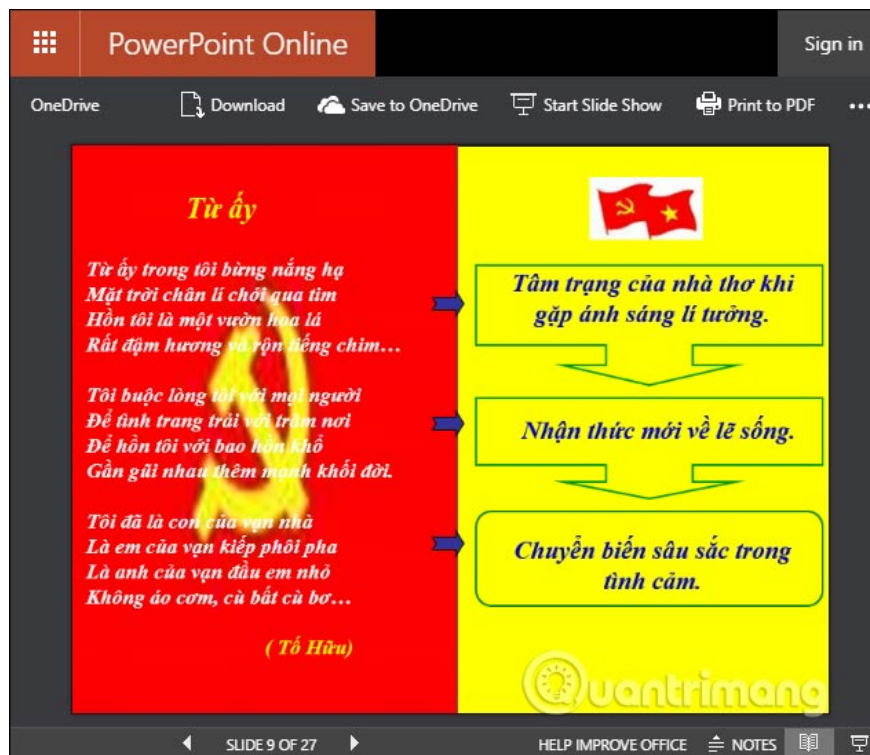 PowerPoint Online
Sign in
OneDrive
Download
Save to OneDrive
Start Slide Show
Print to PDF
Từ ấy
Từ ấy trong tôi bừng nắng hạ
Mặt trời chân lí chói qua tim
Hồn tôi là một vườn hoa lá
Rất đậm hương và rộn tiếng chim...
Tôi buộc lòng tôi với mọi người
Để tình trang trải với trăm nơi
Để hồn tôi với bao hồn khổ
Gần gũi nhau thêm mạnh khối đời.
Tôi đã là con của vạn nhà
Là em của vạn kiếp phôi pha
Là anh của vạn đầu em nhỏ
Không áo cơm, cù bất cù bơ...
( Tố Hữu)
Tâm trạng của nhà thơ khi
gặp ánh sáng lí tưởng.
Nhận thức mới về lẽ sống.
Chuyển biến sâu sắc trong
tình cảm.
Quantrimang
SLIDE 9 OF 27
HELP IMPROVE OFFICE
NOTES